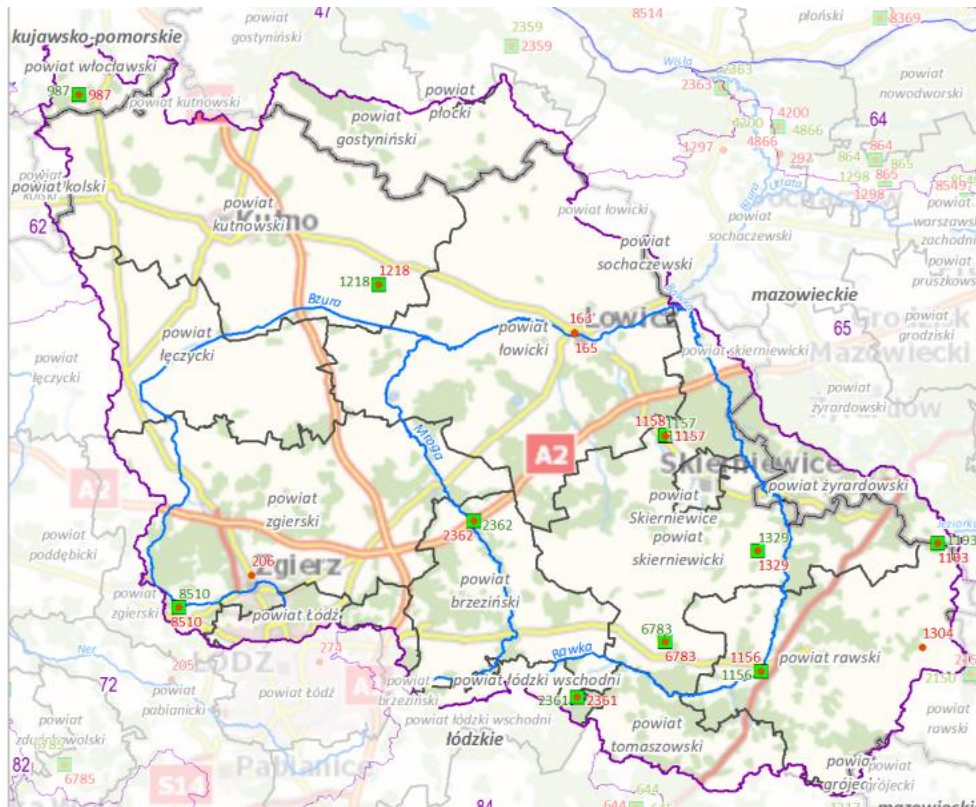 47
8514
płoński
8369
kujawsko-pomorskie
powiat
gostyniński
2359
2359
powiat włocławski
987
987
Wisła
2363
2363
powiat
nowodworski
powiat kutnowski
powiat
płocki
powiat
gostyniński
4200
4200
4866
4866
64
1297
292
864
864
865
865
1298
1298
powiat kolski
powiat
62
powiat
kutnowski
Kutno
powiat łowicki
Bzura
Utrata
powiat
sochaczewski
powiat
sochaczewski
powiat
warszawski
zachodni
powiat
pruszkowski
1218
1218
mazowieckie
Bzura
Łowicz
165
65
powiat
grodziski
Mazowiecki
powiat
łęczycki
powiat
łęczycki
powiat
łowicki
powiat skierniewicki
powiat
żyrardowski
Mroga
1158
1157
1157
A2
A2
Skierniewice
powiat żyrardowski
powiat
zgierski
powiat
Skierniewice
powiat
skierniewicki
2362
2362
powiat
poddębicki
1329
1329
1193
1193
206
Zgierz
powiat
zgierski
8510
8510
powiat Łódź
powiat
brzeziński
6783
6783
1304
1156
1156
powiat rawski
Rawka
Ner
205
ŁÓDŹ
274
powiat łódzki wschodni
2361
2361
72
powiat
pabianicki
powiat Łódź
powiat
brzeziński
powiat łódzki wschodni
łódzkie
powiat
tomaszowski
powiat
rawski
powiat
zduńskowolski
6785
82
Pabianice
S14
powiat
grójecki
84
644
644
mazowieckie